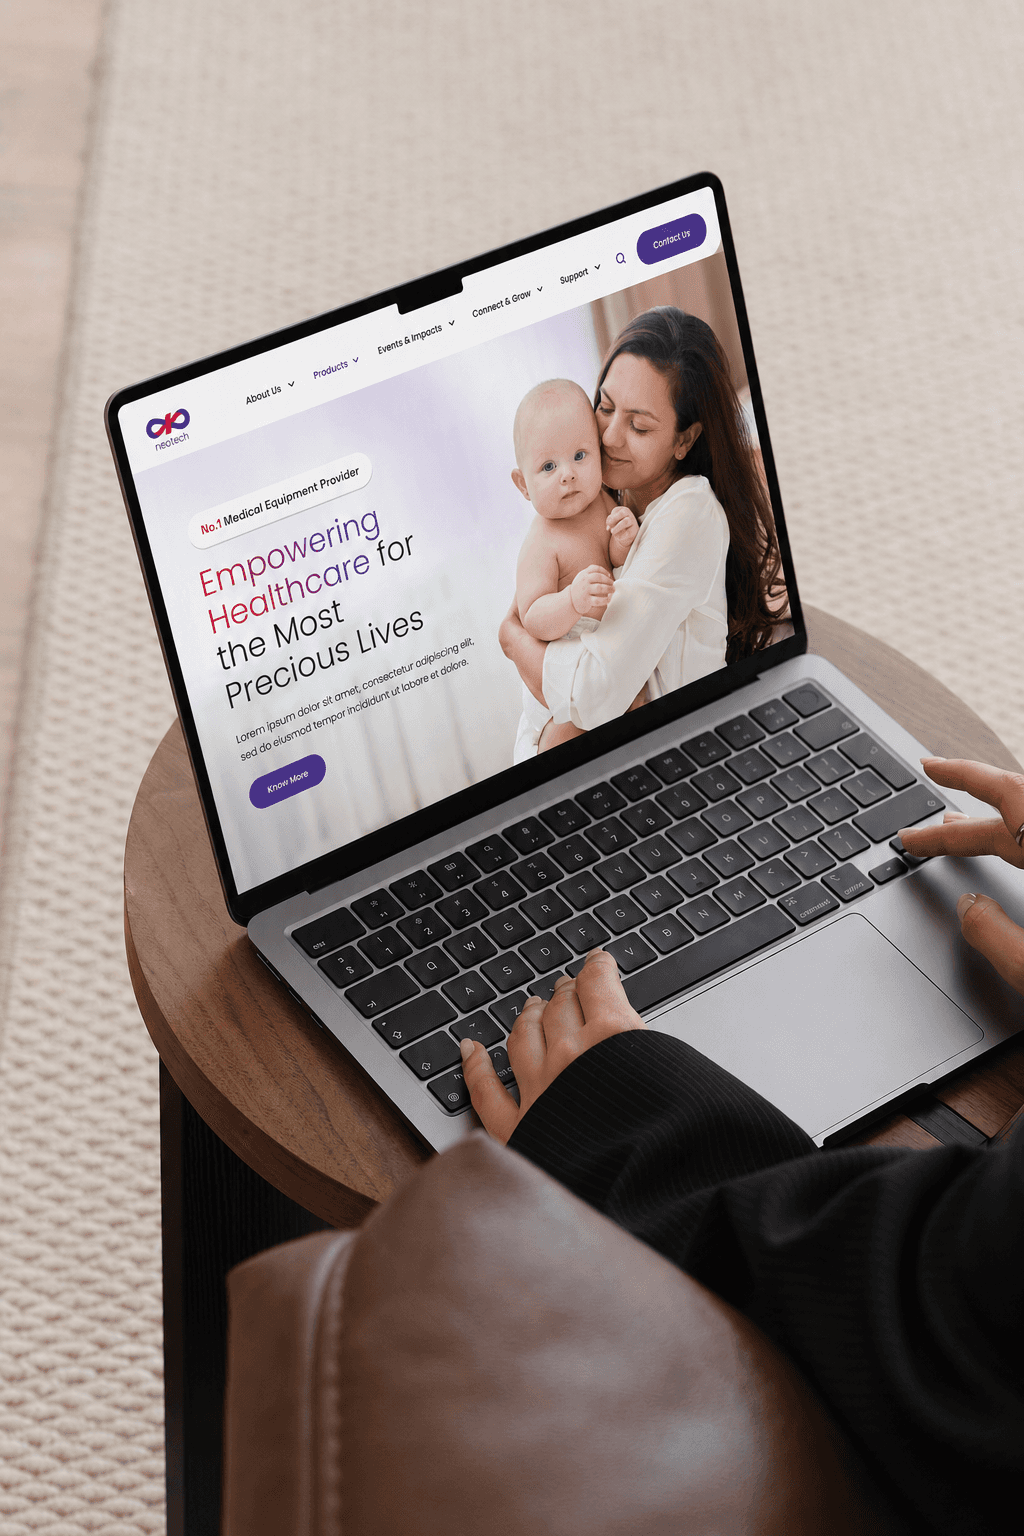 About Us
Products
Events & Impacts
Connect & Grow
Support
Contact Us
neotech
No.1 Medical Equipment Provider
Empowering
Healthcare for
the Most
Precious Lives
Lorem ipsum dolor sit amet, consectetur adipiscing elit,
sed do eiusmod tempor incididunt ut labore et dolore.
Know More